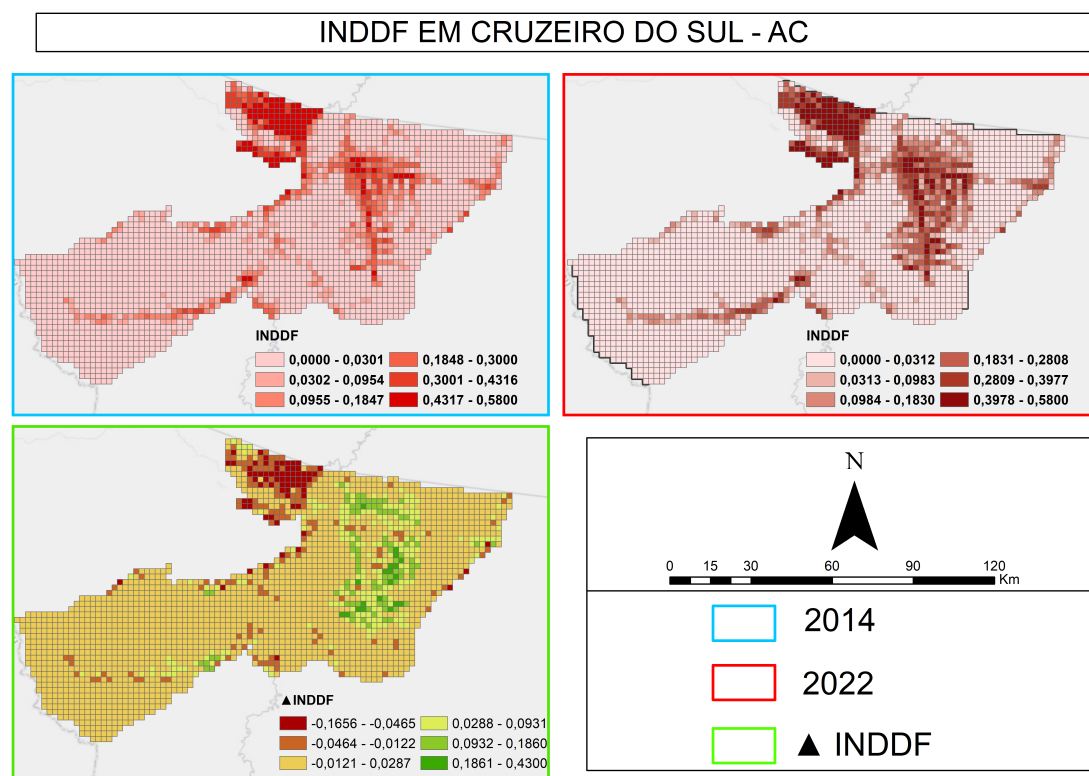 INDDF EM CRUZEIRO DO SUL - AC
INDDF
0,0000 - 0,0301 0,1848 - 0,3000
0,0302 - 0,0954 0,3001 - 0,4316
0,0955 - 0,1847 0,4317 - 0,5800
INDDF
0,0000 - 0,0312 0,1831 - 0,2808
0,0313 - 0,0983 0,2809 - 0,3977
0,0984 - 0,1830 0,3978 - 0,5800
▲INDDF
-0,1656 - -0,0465 0,0288 - 0,0931
-0,0464 - -0,0122 0,0932 - 0,1860
-0,0121 - 0,0287 0,1861 - 0,4300
N
0 15 30 60 90 120
Km
2014
2022
▲ INDDF